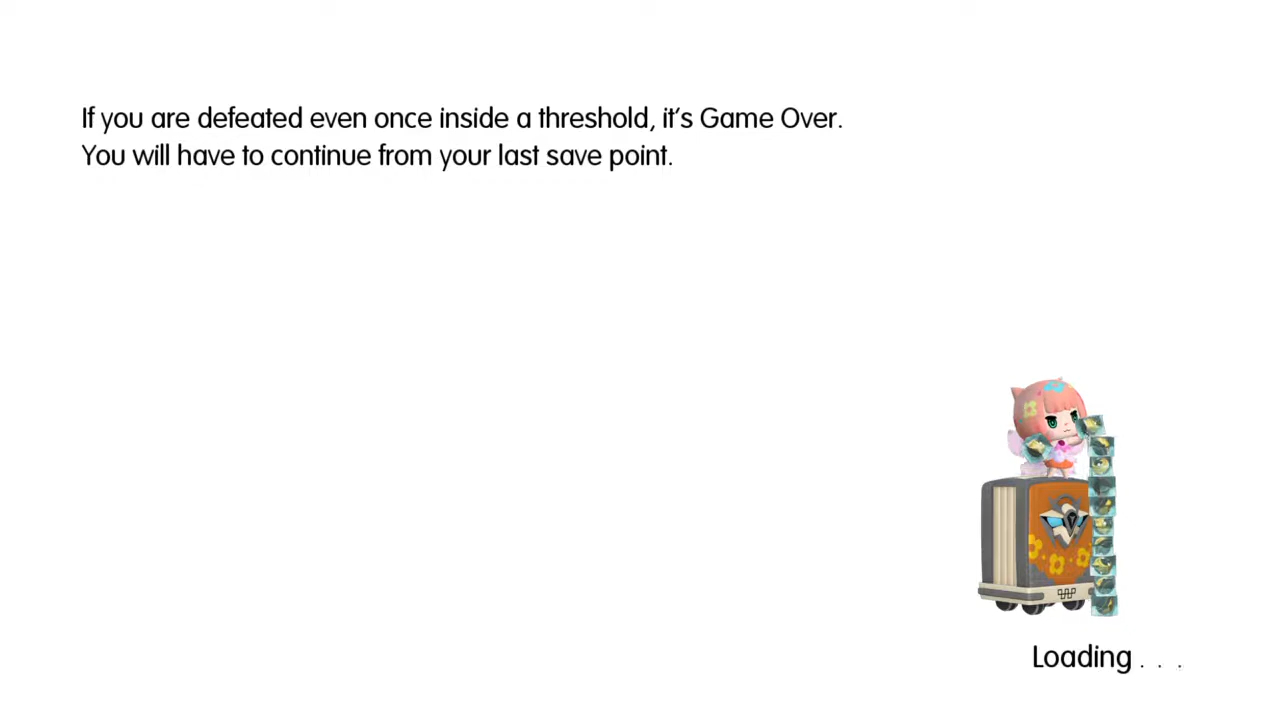 If you are defeated even once inside a threshold, it's Game Over.
You will have to continue from your last save point.
Loading . . .